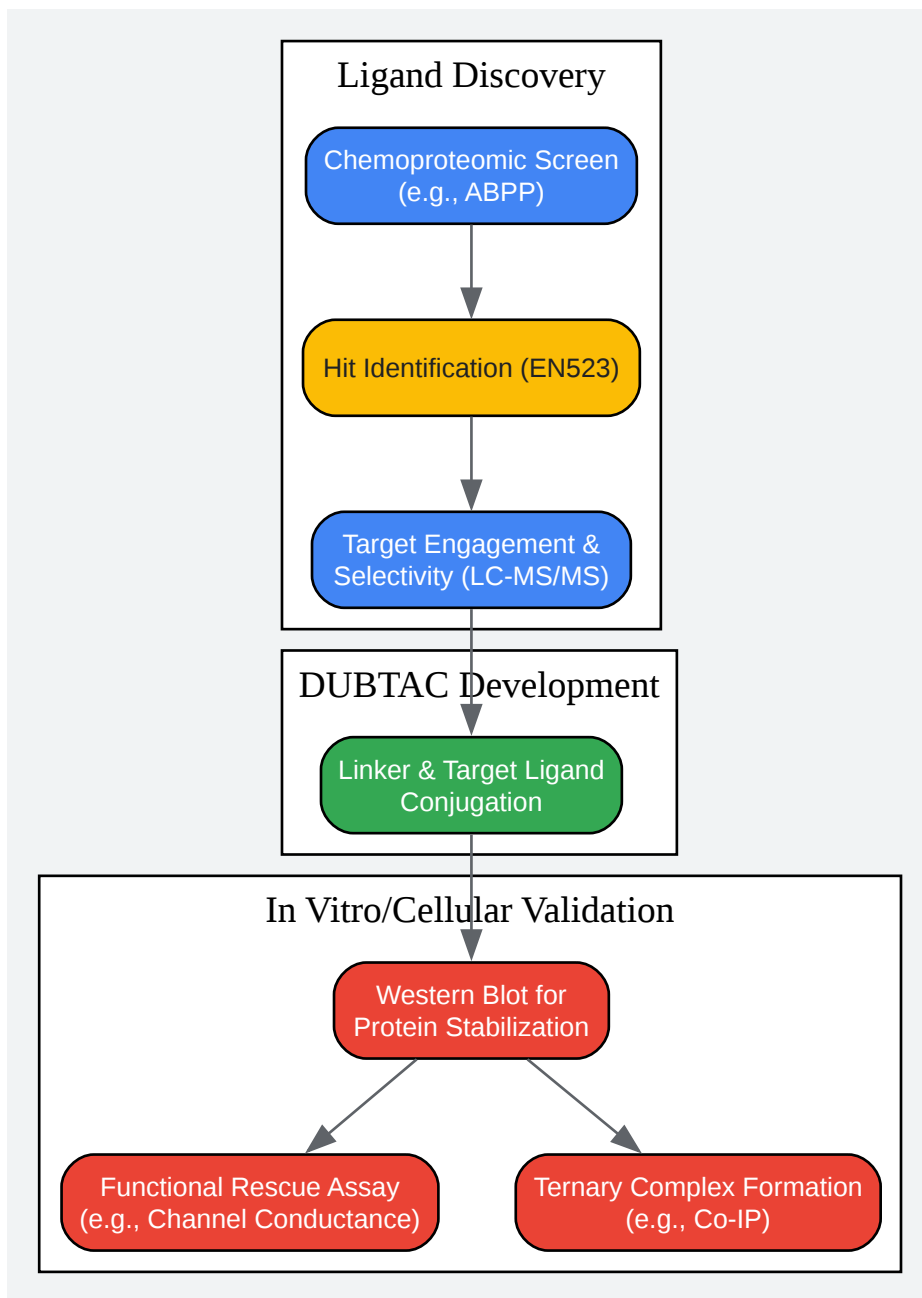 Ligand Discovery
Chemoproteomic Screen
(e.g., ABPP)
Hit Identification (EN523)
Target Engagement &
Selectivity (LC-MS/MS)
DUBTAC Development
Linker & Target Ligand
Conjugation
In Vitro/Cellular Validation
Western Blot for
Protein Stabilization
Functional Rescue Assay
(e.g., Channel Conductance)
Ternary Complex Formation
(e.g., Co-IP)